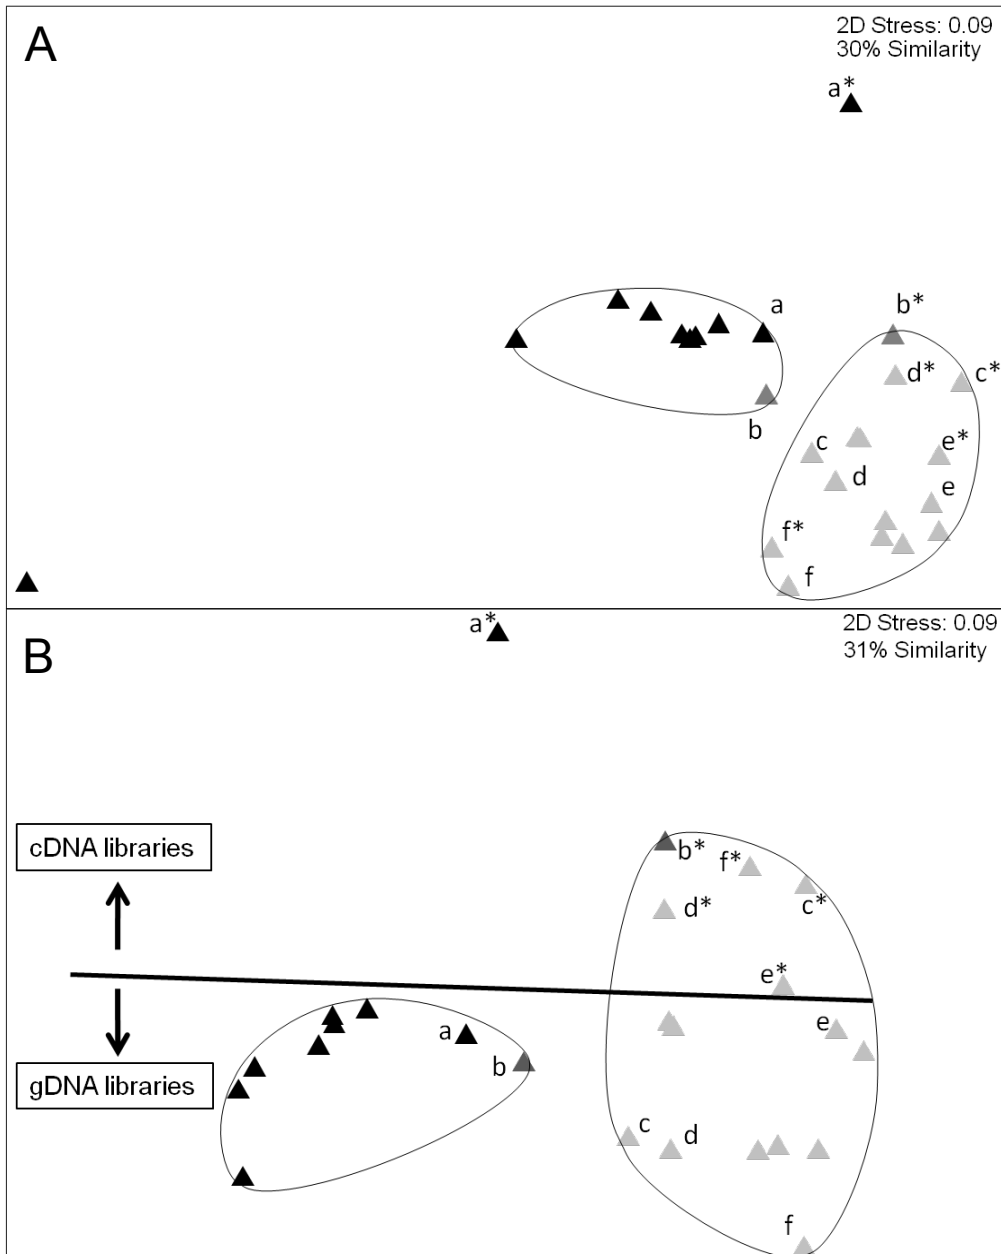 A
2D Stress: 0.09
30% Similarity
a*
a
b*
d*
c*
b
c
e*
d
e
f*
f
a*
2D Stress: 0.09
B
31% Similarity
cDNA libraries
b*
f*
d*
c*
e*
a
e
b
gDNA libraries
c
d
f